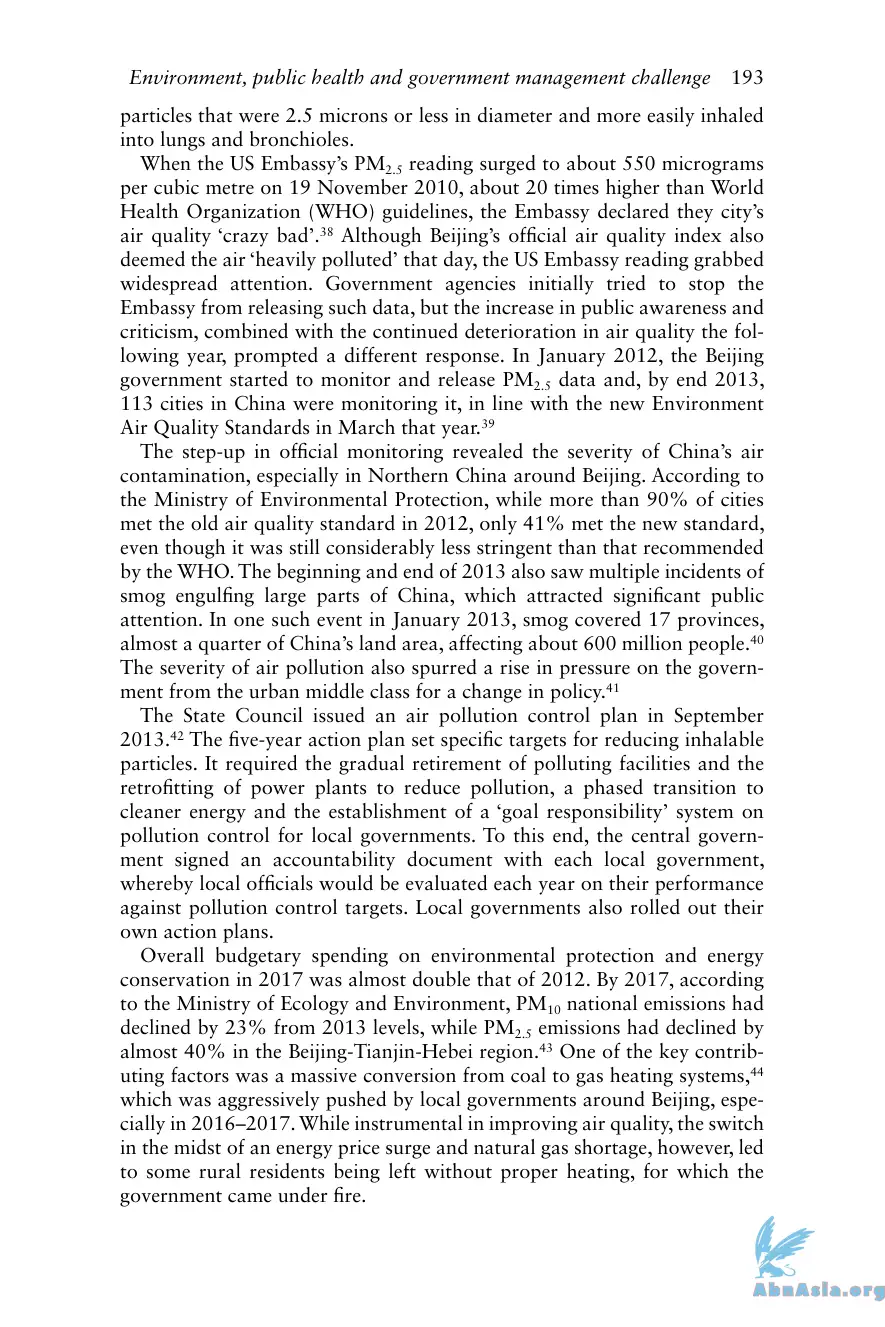 Environment, public health and government management challenge 193
particles that were 2.5 microns or less in diameter and more easily inhaled
into lungs and bronchioles.
When the US Embassy’s PM2.5 reading surged to about 550 micrograms
per cubic metre on 19 November 2010, about 20 times higher than World
Health Organization (WHO) guidelines, the Embassy declared they city’s
air quality ‘crazy bad’.38 Although Beijing’s official air quality index also
deemed the air ‘heavily polluted’ that day, the US Embassy reading grabbed
widespread attention. Government agencies initially tried to stop the
Embassy from releasing such data, but the increase in public awareness and
criticism, combined with the continued deterioration in air quality the fol-
lowing year, prompted a different response. In January 2012, the Beijing
government started to monitor and release PM2.5 data and, by end 2013,
113 cities in China were monitoring it, in line with the new Environment
Air Quality Standards in March that year.39
The step-up in official monitoring revealed the severity of China’s air
contamination, especially in Northern China around Beijing. According to
the Ministry of Environmental Protection, while more than 90% of cities
met the old air quality standard in 2012, only 41% met the new standard,
even though it was still considerably less stringent than that recommended
by the WHO. The beginning and end of 2013 also saw multiple incidents of
smog engulfing large parts of China, which attracted significant public
attention. In one such event in January 2013, smog covered 17 provinces,
almost a quarter of China’s land area, affecting about 600 million people.40
The severity of air pollution also spurred a rise in pressure on the govern-
ment from the urban middle class for a change in policy.41
The State Council issued an air pollution control plan in September
2013.42 The five-year action plan set specific targets for reducing inhalable
particles. It required the gradual retirement of polluting facilities and the
retrofitting of power plants to reduce pollution, a phased transition to
cleaner energy and the establishment of a ‘goal responsibility’ system on
pollution control for local governments. To this end, the central govern-
ment signed an accountability document with each local government,
whereby local officials would be evaluated each year on their performance
against pollution control targets. Local governments also rolled out their
own action plans.
Overall budgetary spending on environmental protection and energy
conservation in 2017 was almost double that of 2012. By 2017, according
to the Ministry of Ecology and Environment, PM10 national emissions had
declined by 23% from 2013 levels, while PM2.5 emissions had declined by
almost 40% in the Beijing-Tianjin-Hebei region.43 One of the key contrib-
uting factors was a massive conversion from coal to gas heating systems,44
which was aggressively pushed by local governments around Beijing, espe-
cially in 2016–2017. While instrumental in improving air quality, the switch
in the midst of an energy price surge and natural gas shortage, however, led
to some rural residents being left without proper heating, for which the
government came under fire.
AbnAsia.org